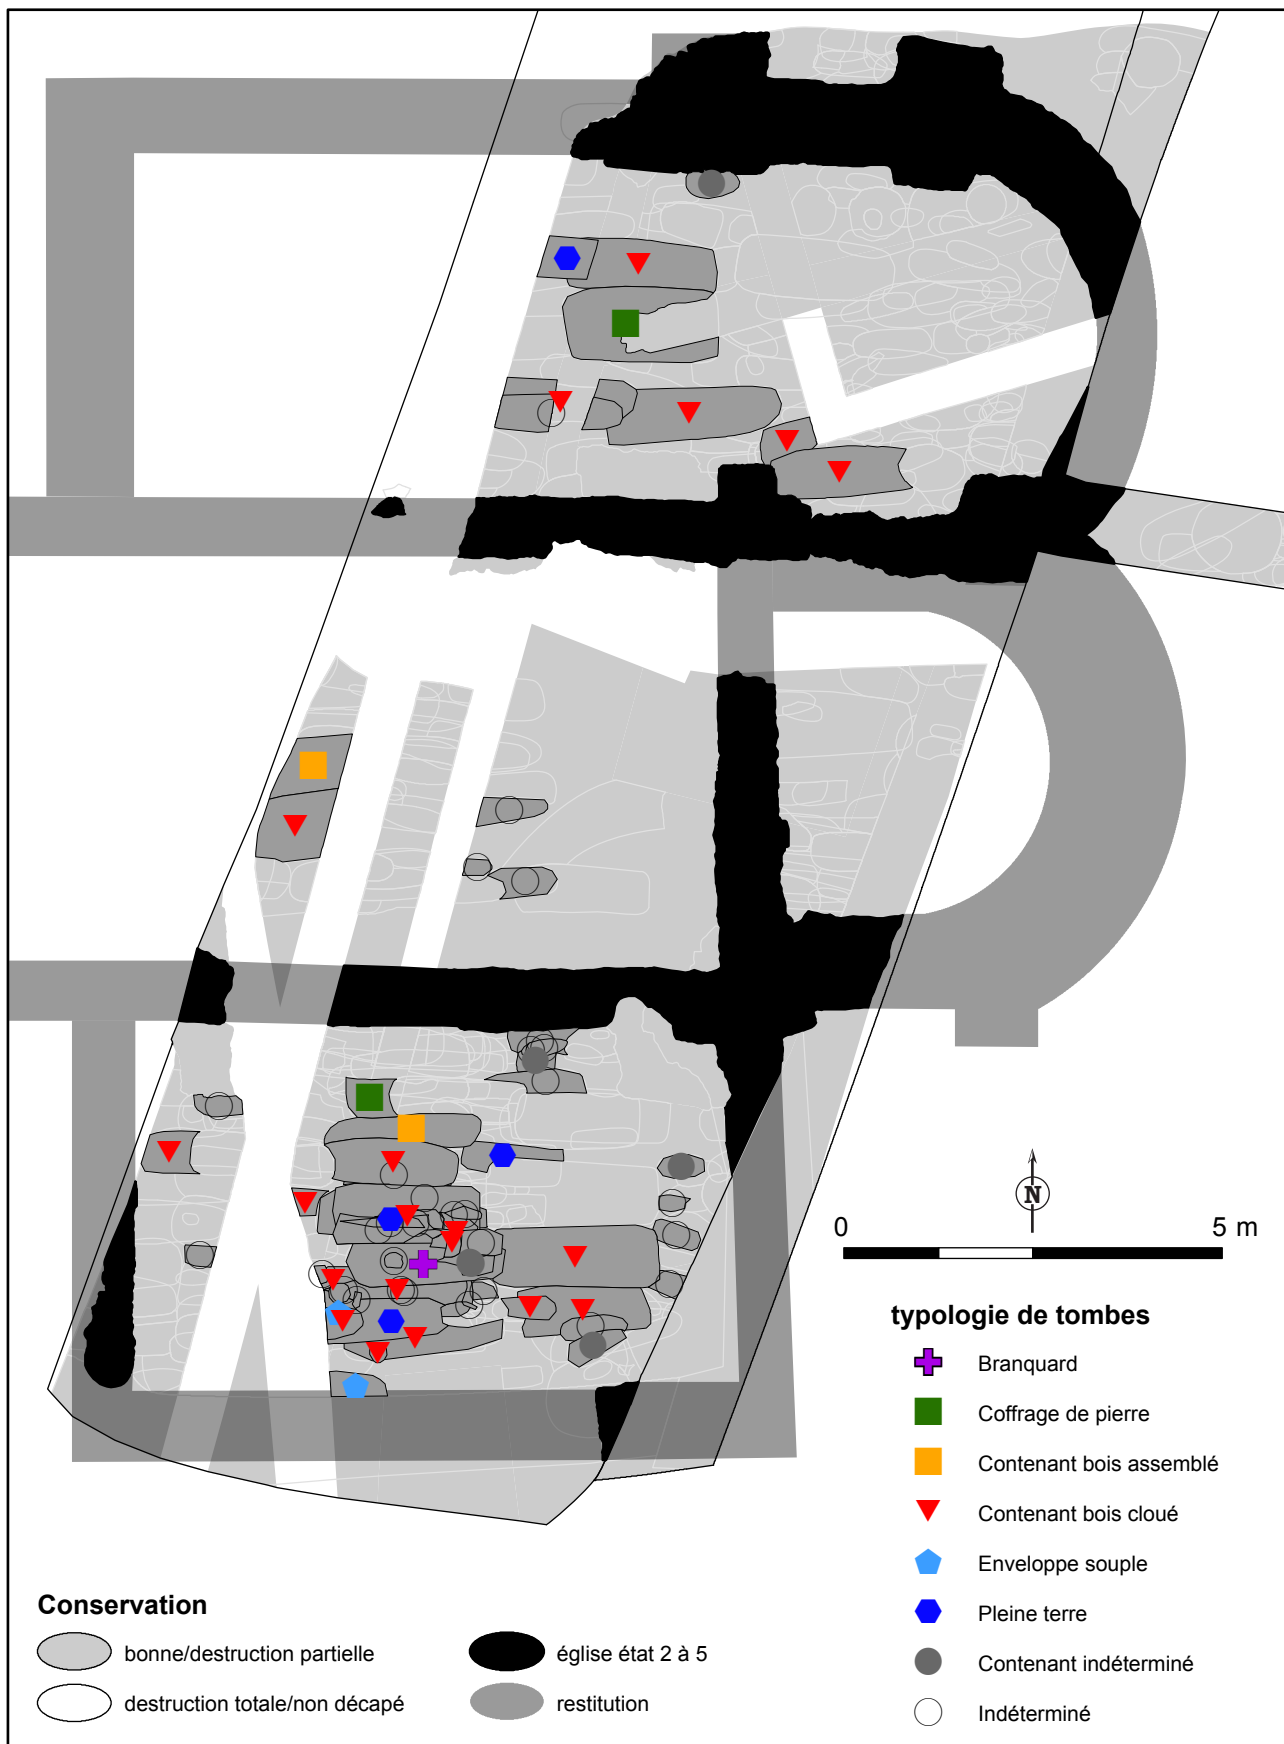 N
0
5 m
typologie de tombes
Branquard
Coffrage de pierre
Contenant bois assemblé
Contenant bois cloué
Enveloppe souple
Pleine terre
Contenant indéterminé
Indéterminé
Conservation
bonne/destruction partielle
église état 2 à 5
destruction totale/non décapé
restitution